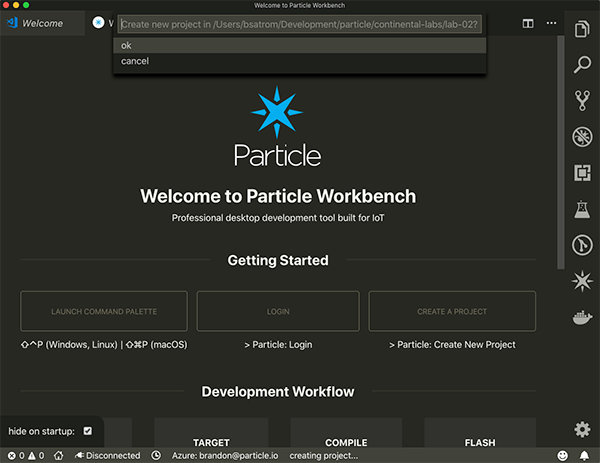 Welcome to Particle Workbench
Welcome
Create new project in /Users/bsatrom/Development/particle/continental-labs/lab-02?
ok
cancel
Particle
Welcome to Particle Workbench
Professional desktop development tool built for IoT
Getting Started
LAUNCH COMMAND PALETTE
LOGIN
CREATE A PROJECT
⇧⌃P (Windows, Linux) | ⇧⌘P (macOS)
> Particle: Login
> Particle: Create New Project
Development Workflow
hide on startup:
TARGET
COMPILE
FLASH
0 0
Disconnected
Azure: brandon@particle.io
creating project...